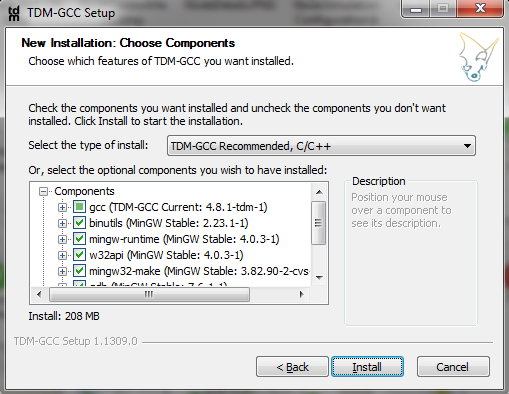 tdm
TDM-GCC Setup
New Installation: Choose Components
Choose which features of TDM-GCC you want installed.
Check the components you want installed and uncheck the components you don't want
installed. Click Install to start the installation.
Select the type of install:
TDM-GCC Recommended, C/C++
Or, select the optional components you wish to have installed:
Components
gcc (TDM-GCC Current: 4.8.1-tdm-1)
binutils (MinGW Stable: 2.23.1-1)
mingw-runtime (MinGW Stable: 4.0.3-1)
w32api (MinGW Stable: 4.0.3-1)
mingw32-make (MinGW Stable: 3.82.90-2-cvs
Description
Position your mouse
over a component to
see its description.
Install: 208 MB
TDM-GCC Setup 1.1309.0
< Back
Install
Cancel